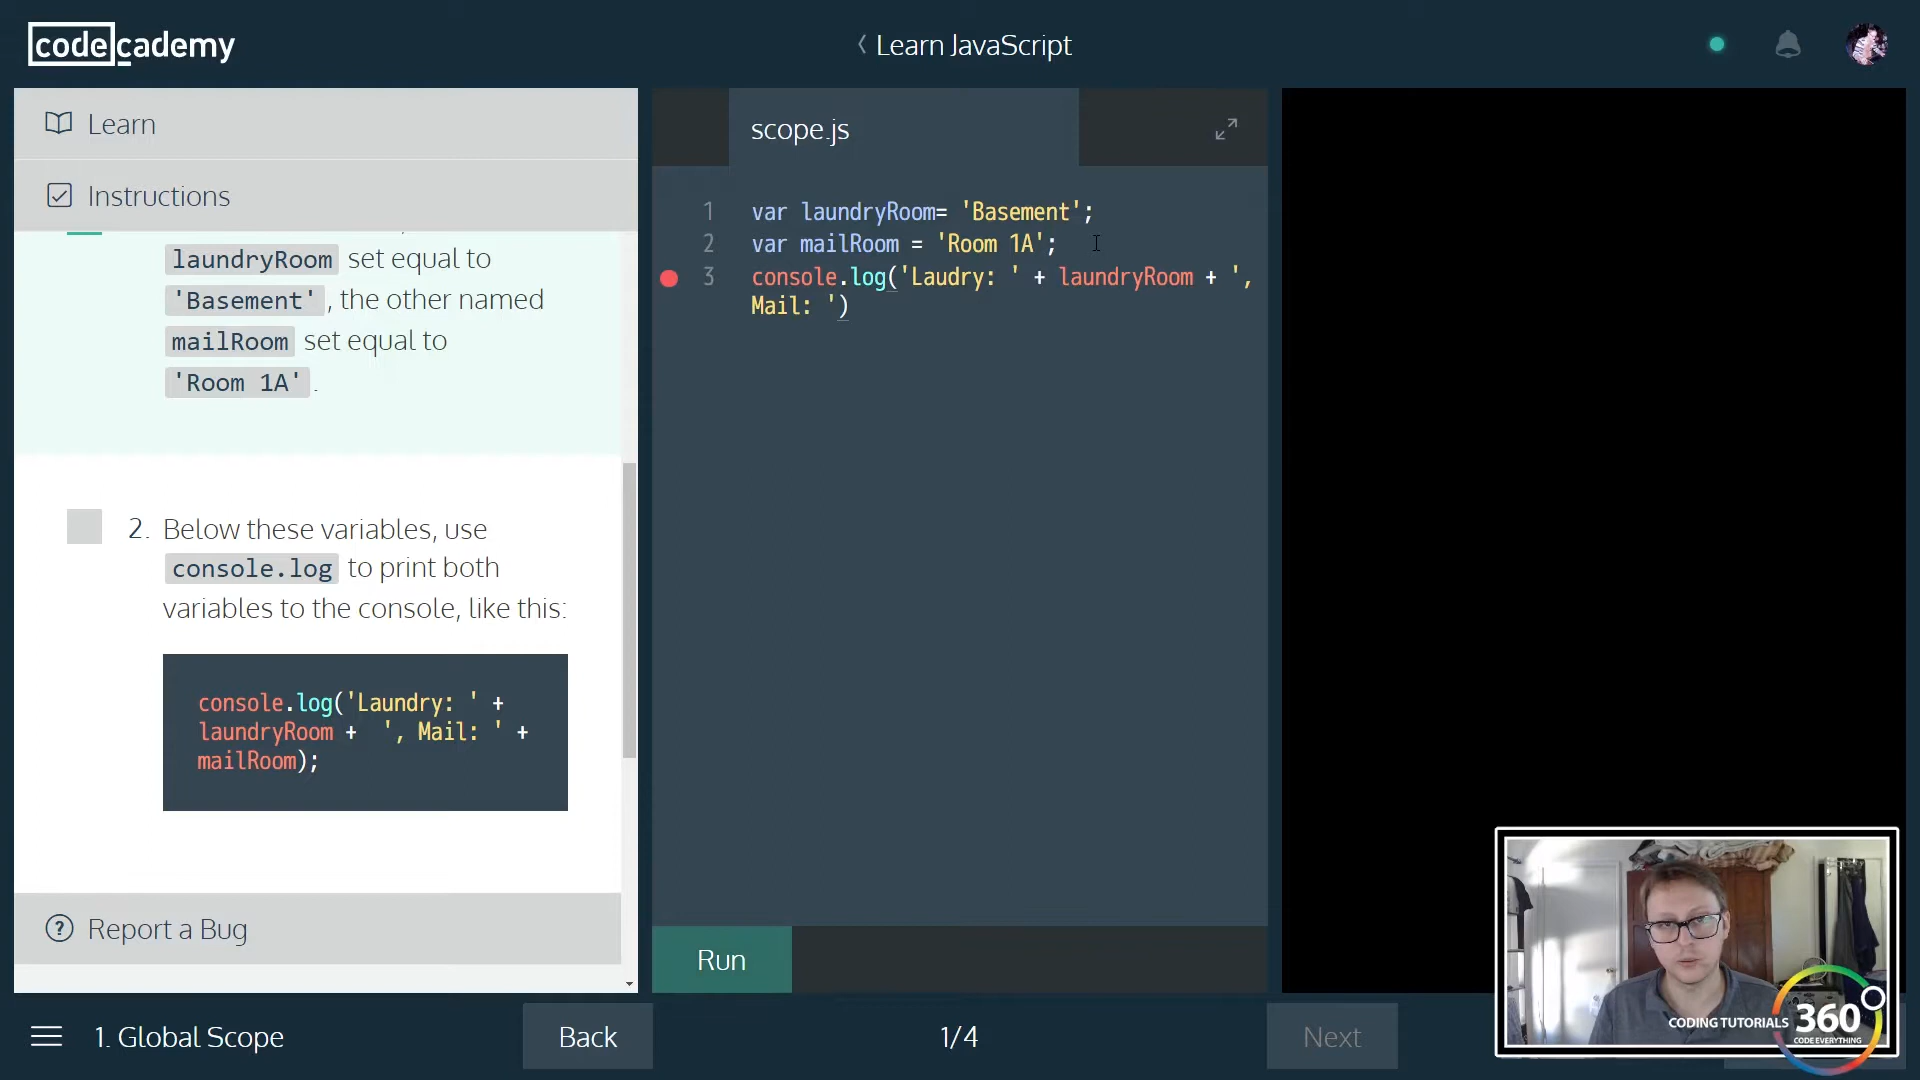 codecademy
Learn JavaScript
Learn
Instructions
laundryRoom set equal to
'Basement', the other named
mailRoom set equal to
'Room 1A'.
2. Below these variables, use
console.log to print both
variables to the console, like this:
console.log('Laundry: ' +
laundryRoom +  ', Mail: ' +
mailRoom);
Report a Bug
scope.js
1 var laundryRoom= 'Basement';
2 var mailRoom = 'Room 1A';
3 console.log('Laudry: ' + laundryRoom + ',
Mail: ')
Run
1. Global Scope
Back
1/4
Next
CODING TUTORIALS 360
CODE EVERYTHING